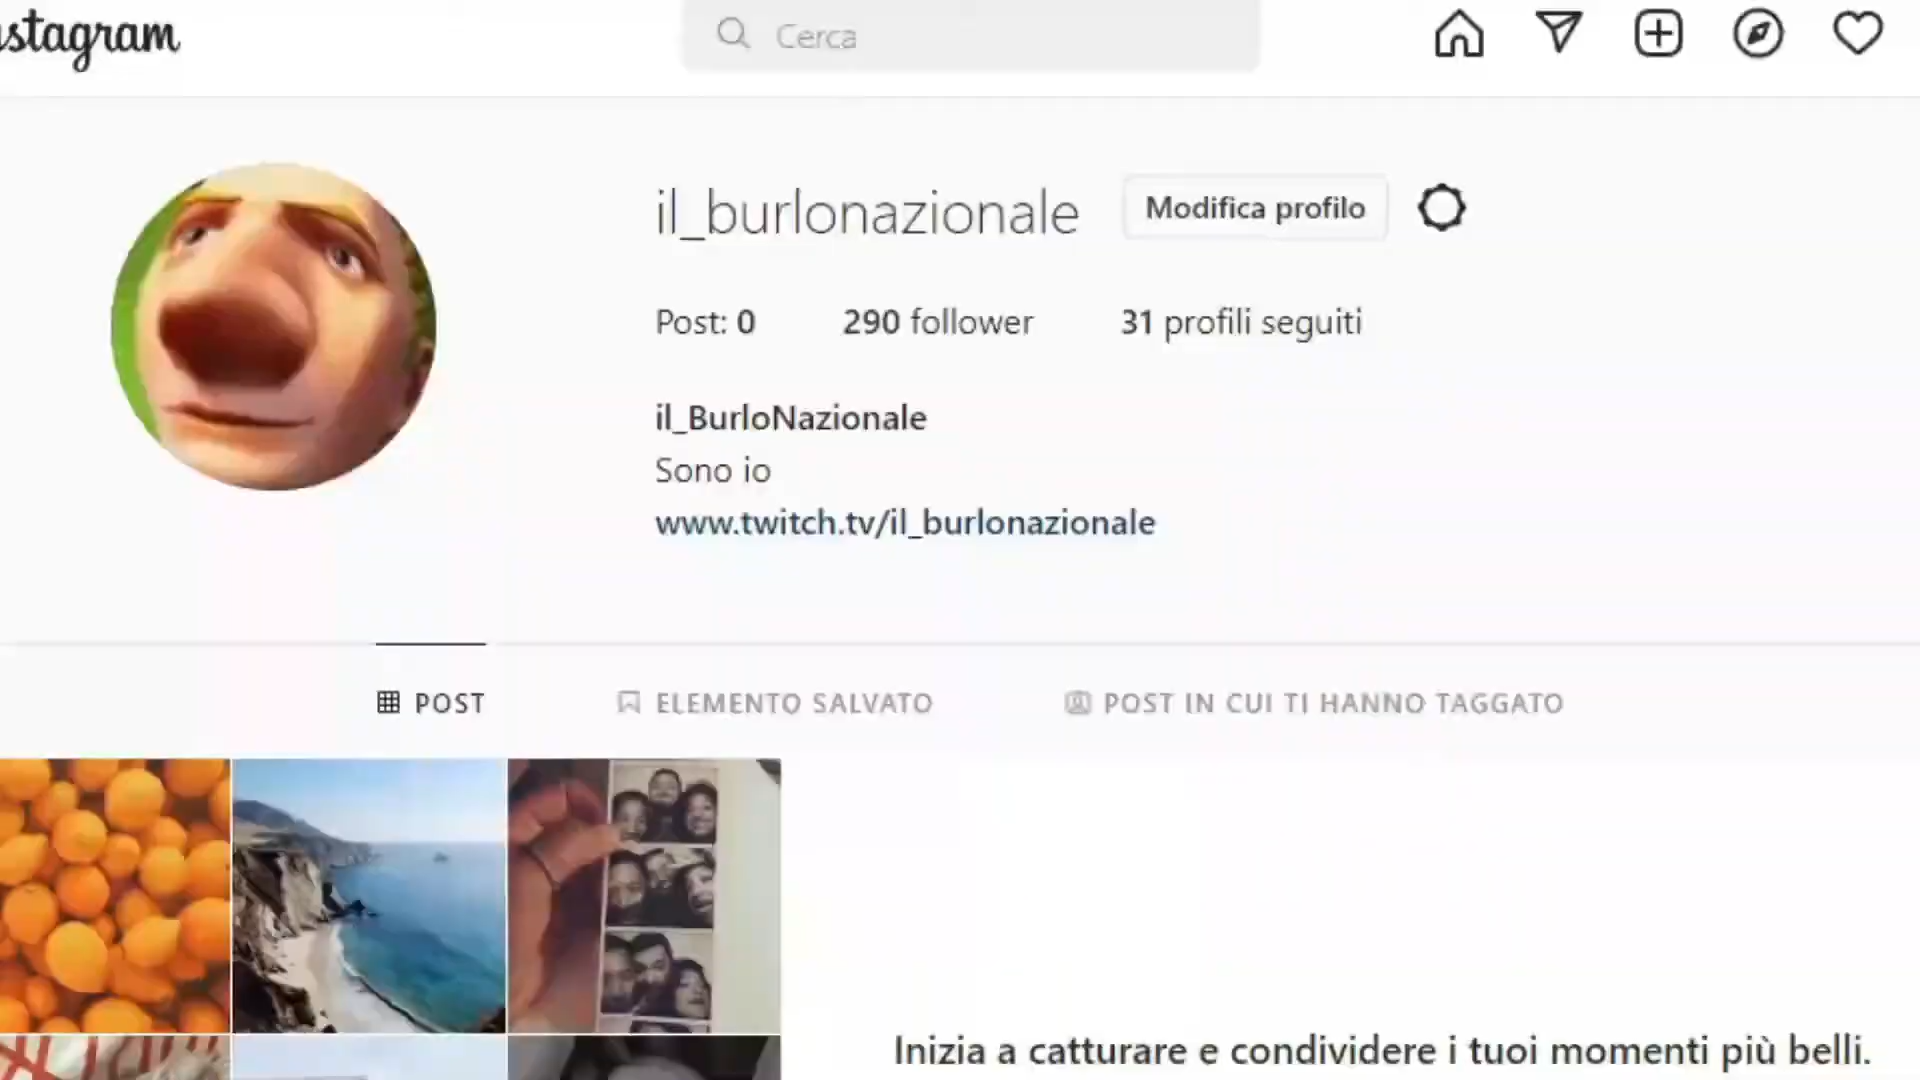 Instagram
Cerca
il_burlonazionale
Modifica profilo
Post: 0 290 follower 31 profili seguiti
il_BurloNazionale
Sono io
www.twitch.tv/il_burlonazionale
POST ELEMENTO SALVATO POST IN CUI TI HANNO TAGGATO
Inizia a catturare e condividere i tuoi momenti più belli.